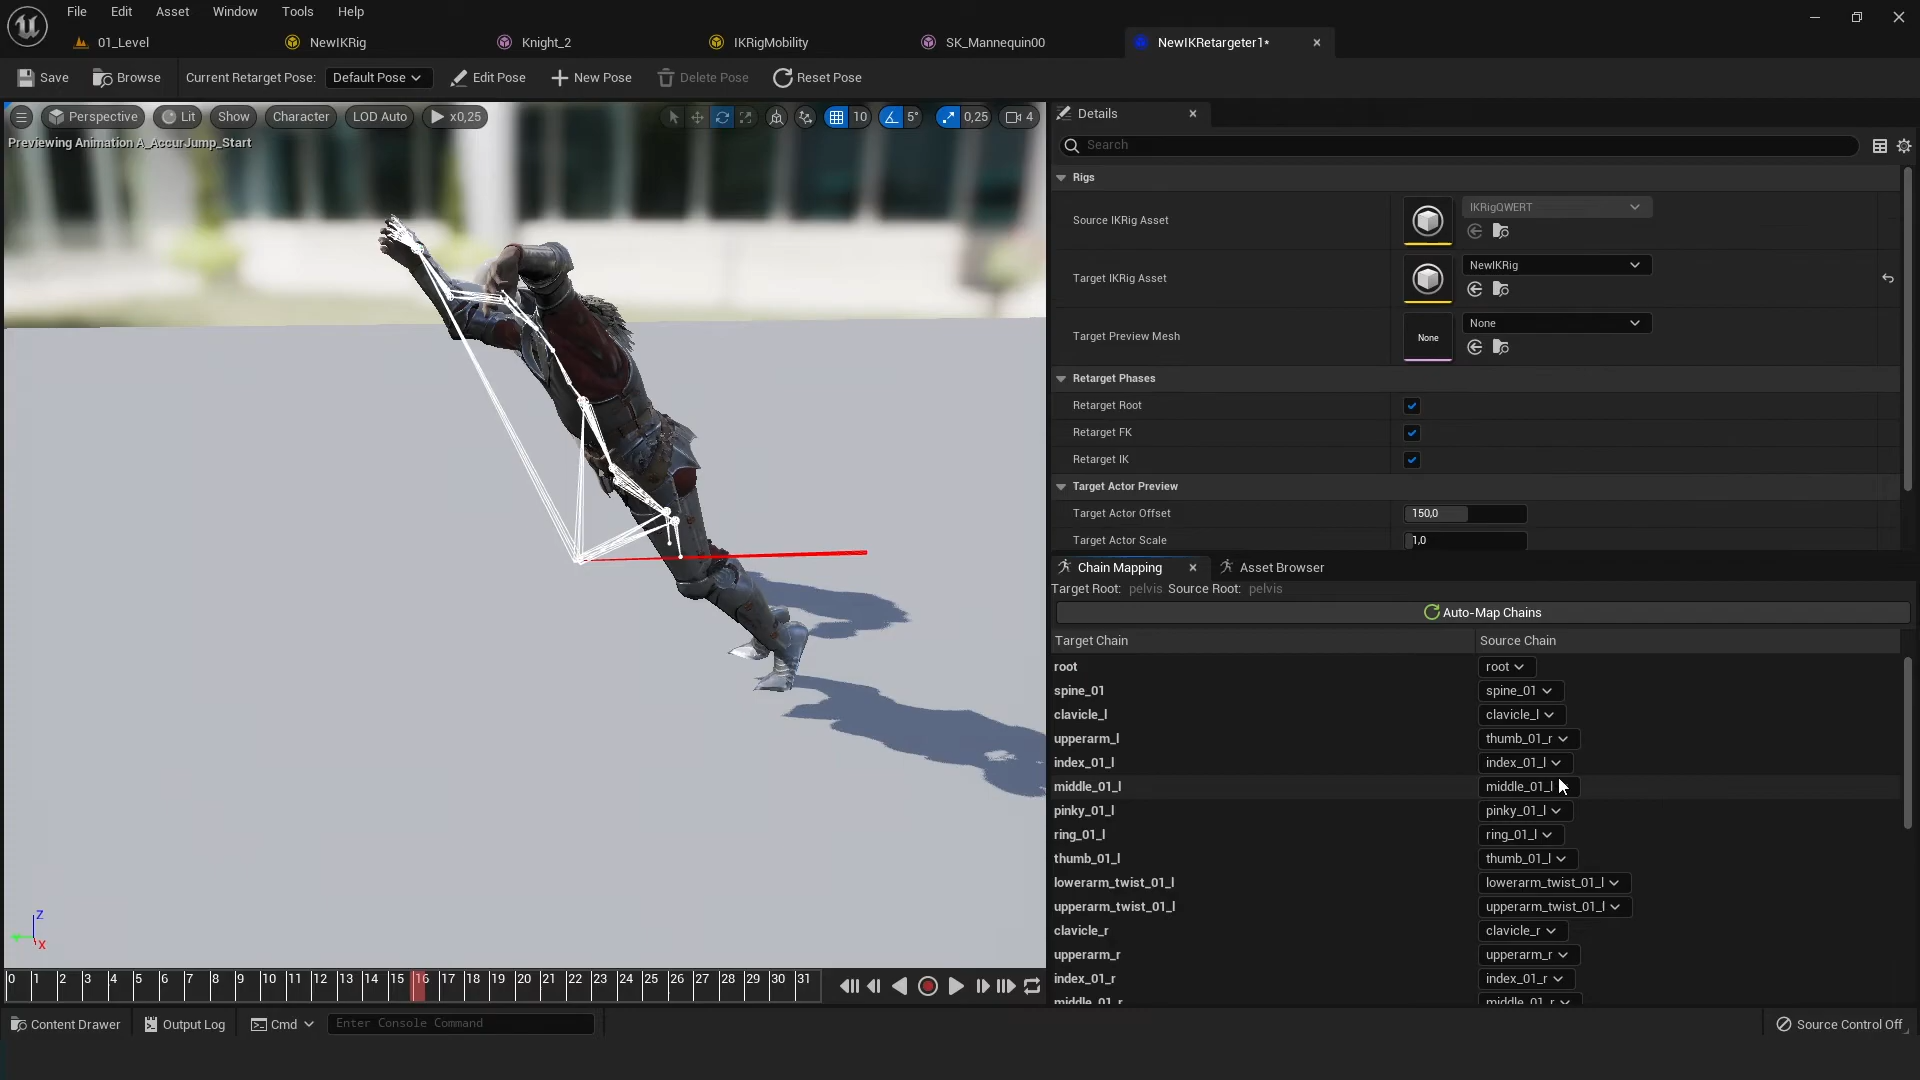 File Edit Asset Window Tools Help
01_Level NewIKRig Knight_2 IKRigMobility SK_Mannequin00 NewIKRetargeter1*
Save Browse Current Retarget Pose: Default Pose Edit Pose New Pose Delete Pose Reset Pose
Perspective Lit Show Character LOD Auto x0,25 10 5° 0,25 4
Previewing Animation A_AccurJump_Start
Details
Search
Rigs
Source IKRig Asset IKRigQWERT
Target IKRig Asset NewIKRig
Target Preview Mesh None None
Retarget Phases
Retarget Root
Retarget FK
Retarget IK
Target Actor Preview
Target Actor Offset 150,0
Target Actor Scale 1,0
Chain Mapping Asset Browser
Target Root: pelvis Source Root: pelvis
Auto-Map Chains
Target Chain Source Chain
root root
spine_01 spine_01
clavicle_l clavicle_l
upperarm_l thumb_01_r
index_01_l index_01_l
middle_01_l middle_01_l
pinky_01_l pinky_01_l
ring_01_l ring_01_l
thumb_01_l thumb_01_l
lowerarm_twist_01_l lowerarm_twist_01_l
upperarm_twist_01_l upperarm_twist_01_l
clavicle_r clavicle_r
upperarm_r upperarm_r
index_01_r index_01_r
middle_01_r middle_01_r
Z
X
0 1 2 3 4 5 6 7 8 9 10 11 12 13 14 15 16 17 18 19 20 21 22 23 24 25 26 27 28 29 30 31
Content Drawer Output Log Cmd Enter Console Command Source Control Off